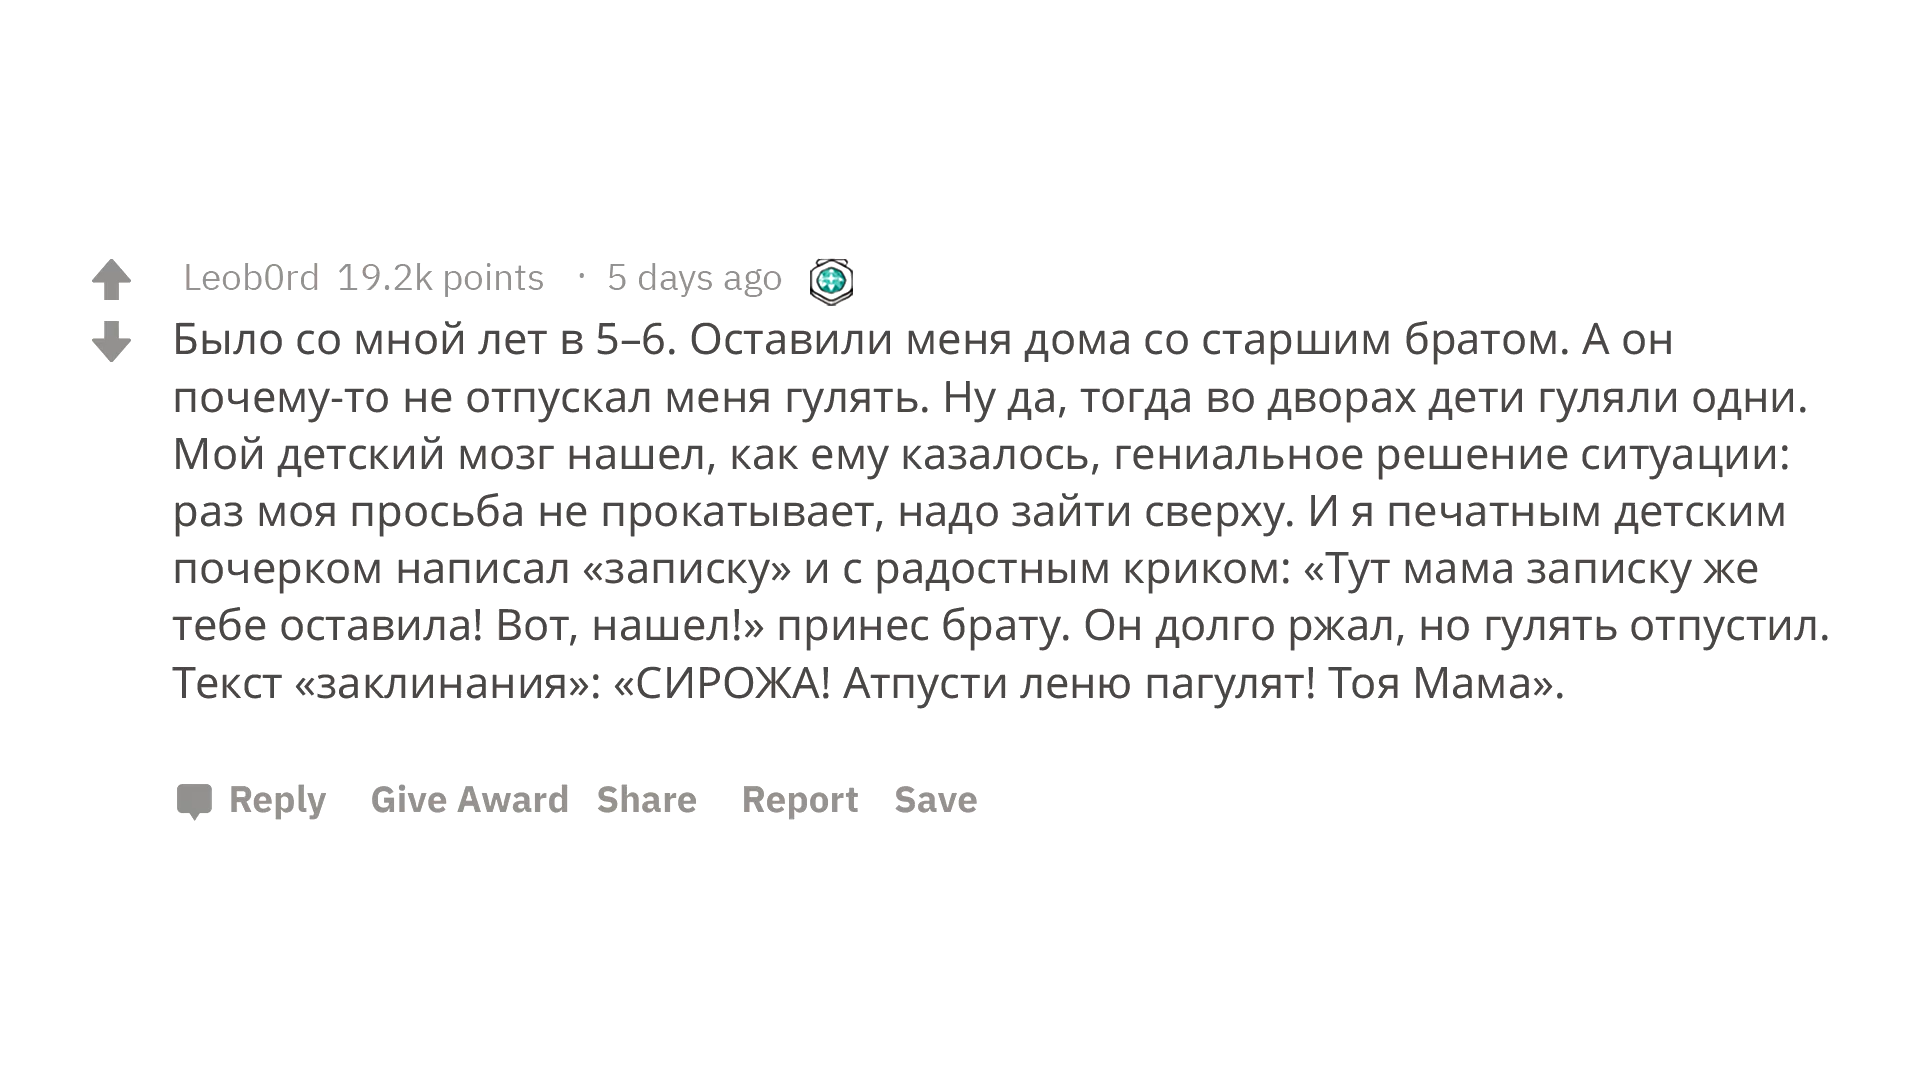 Leob0rd 19.2k points · 5 days ago
Было со мной лет в 5–6. Оставили меня дома со старшим братом. А он
почему-то не отпускал меня гулять. Ну да, тогда во дворах дети гуляли одни.
Мой детский мозг нашел, как ему казалось, гениальное решение ситуации:
раз моя просьба не прокатывает, надо зайти сверху. И я печатным детским
почерком написал «записку» и с радостным криком: «Тут мама записку же
тебе оставила! Вот, нашел!» принес брату. Он долго ржал, но гулять отпустил.
Текст «заклинания»: «СИРОЖА! Атпусти леню пагулят! Тоя Мама».
Reply Give Award Share Report Save